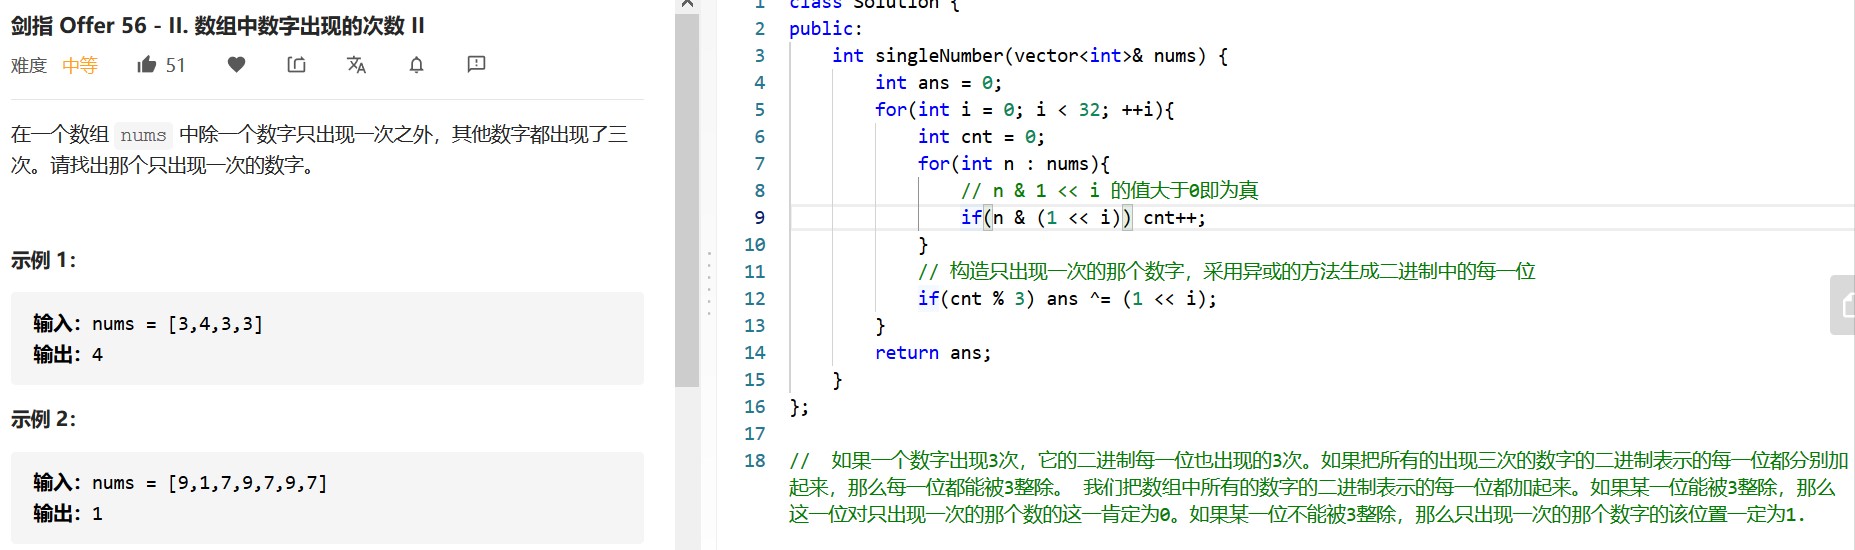 剑指 Offer 56 - II. 数组中数字出现的次数 II
难度 中等 51
在一个数组 nums 中除一个数字只出现一次之外，其他数字都出现了三
次。请找出那个只出现一次的数字。
示例 1：
输入：nums = [3,4,3,3]
输出：4
示例 2：
输入：nums = [9,1,7,9,7,9,7]
输出：1
1 class Solution {
2 public:
3 int singleNumber(vector<int>& nums) {
4 int ans = 0;
5 for(int i = 0; i < 32; ++i){
6 int cnt = 0;
7 for(int n : nums){
8 // n & 1 << i 的值大于0即为真
9 if(n & (1 << i)) cnt++;
10 }
11 // 构造只出现一次的那个数字，采用异或的方法生成二进制中的每一位
12 if(cnt % 3) ans ^= (1 << i);
13 }
14 return ans;
15 }
16 };
17
18 // 如果一个数字出现3次，它的二进制每一位也出现的3次。如果把所有的出现三次的数字的二进制表示的每一位都分别加
起来，那么每一位都能被3整除。 我们把数组中所有的数字的二进制表示的每一位都加起来。如果某一位能被3整除，那么
这一位对只出现一次的那个数的这一肯定为0。如果某一位不能被3整除，那么只出现一次的那个数字的该位置一定为1.